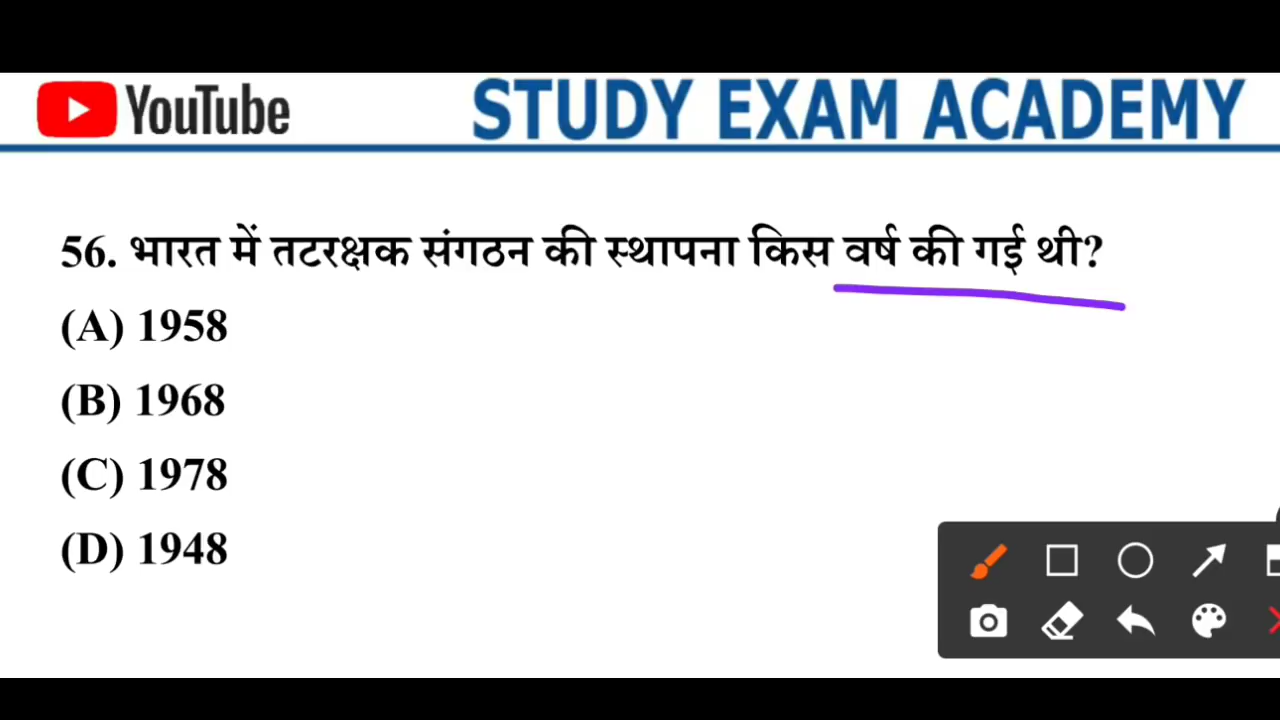 YouTube STUDY EXAM ACADEMY
56. भारत में तटरक्षक संगठन की स्थापना किस वर्ष की गई थी?
(A) 1958
(B) 1968
(C) 1978
(D) 1948